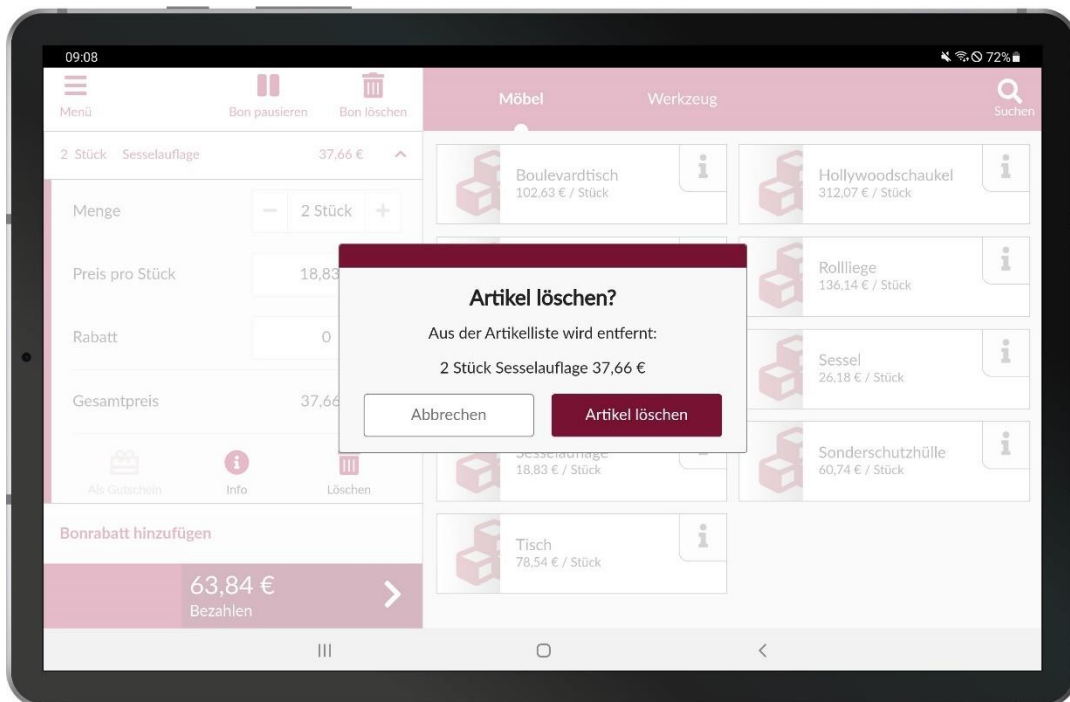 09:08
72%
Menü
Bon pausieren
Bon löschen
Möbel
Werkzeug
Suchen
2 Stück Sesselauflage 37,66 €
Menge
2 Stück
Preis pro Stück
18,83
Rabatt
0
Gesamtpreis
37,66
Als Gutschein
Info
Löschen
Bonrabatt hinzufügen
63,84 €
Bezahlen
Boulevardtisch
102,63 € / Stück
Hollywoodschaukel
312,07 € / Stück
Rollliege
136,14 € / Stück
Sessel
26,18 € / Stück
Sesselauflage
18,83 € / Stück
Sonderschutzhülle
60,74 € / Stück
Tisch
78,54 € / Stück
Artikel löschen?
Aus der Artikelliste wird entfernt:
2 Stück Sesselauflage 37,66 €
Abbrechen
Artikel löschen